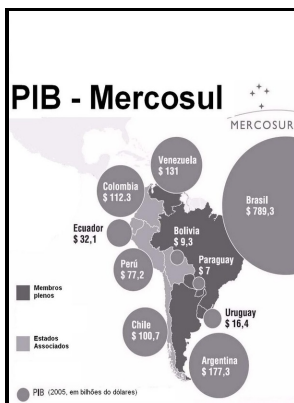 PIB - Mercosul
MERCOSUR
Venezuela
$ 131
Colombia
$ 112.3
Brasil
$ 789,3
Ecuador
$ 32,1
Bolivia
$ 9,3
Paraguay
$ 7
Perú
$ 77,2
Membros
plenos
Uruguay
$ 16,4
Chile
$ 100,7
Estados
Associados
Argentina
$ 177,3
PIB (2005, em bilhões do dólares)